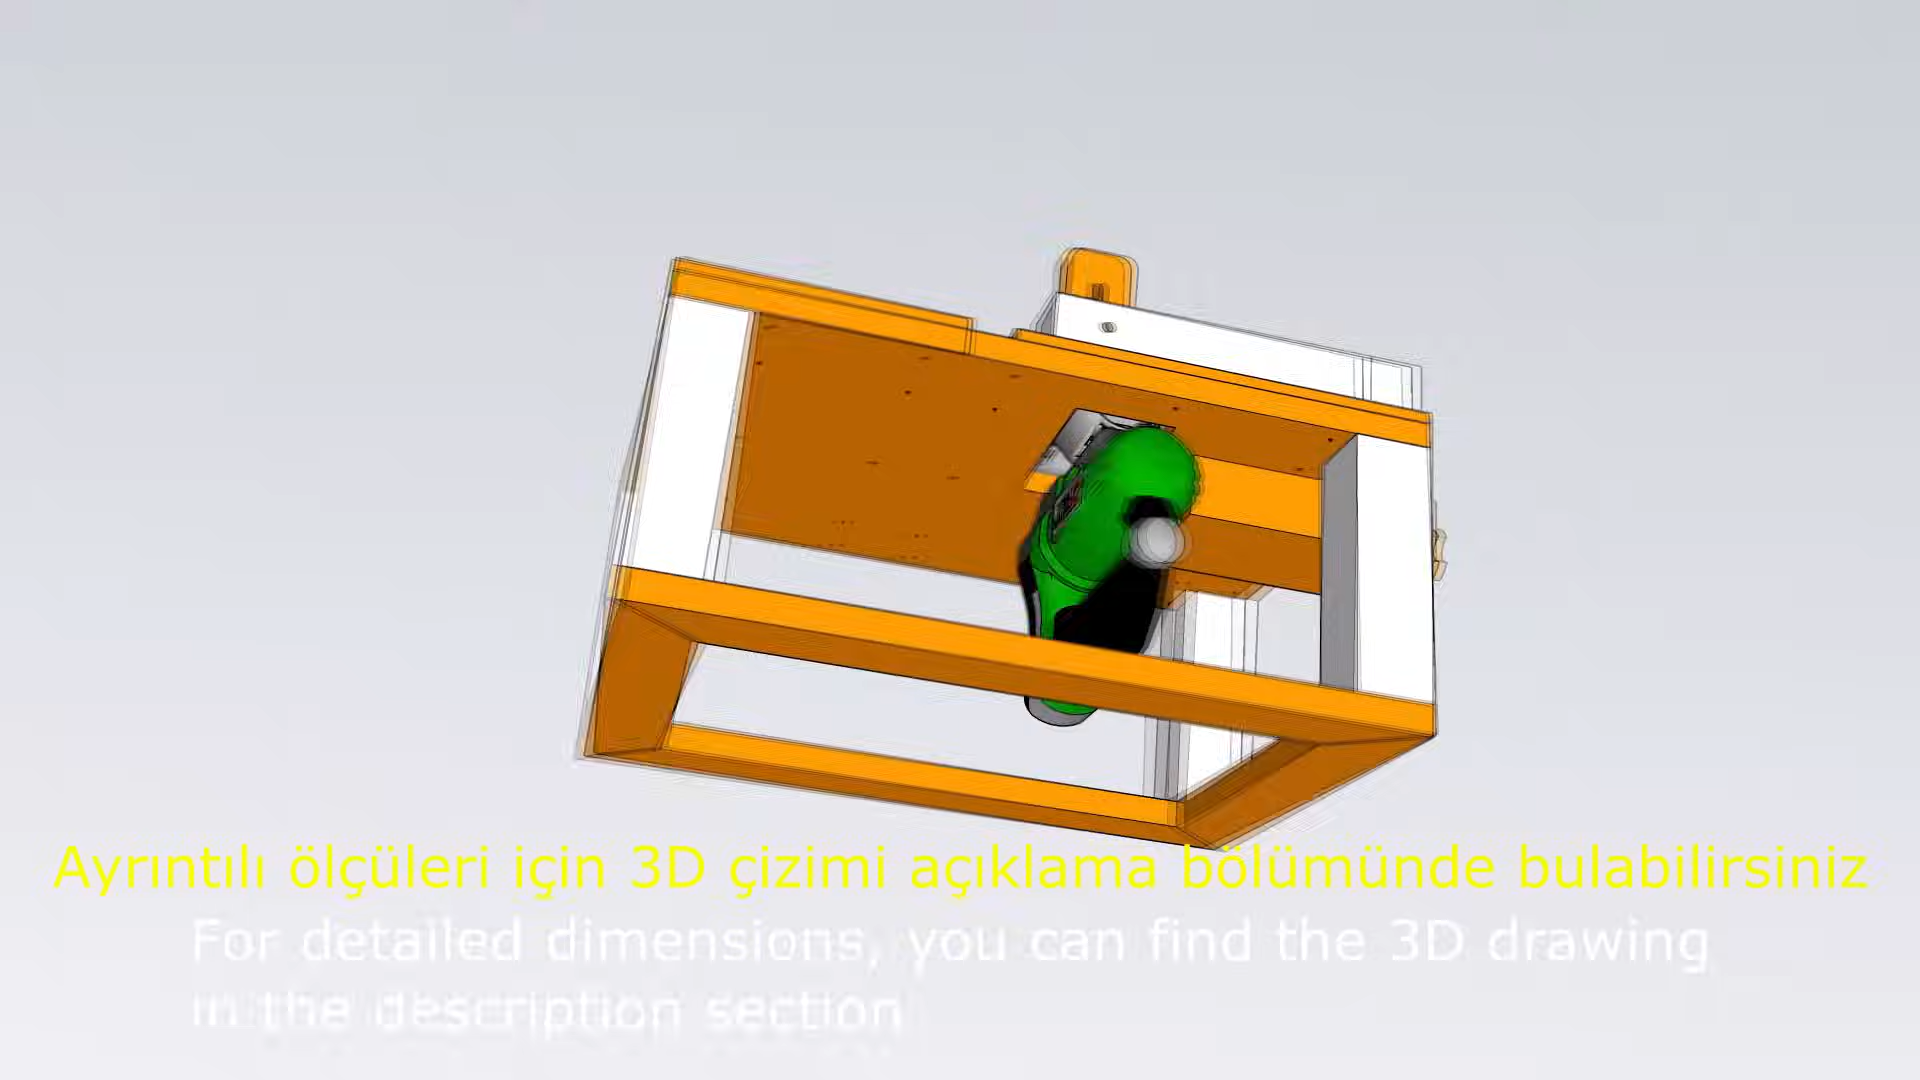 Ayrıntılı ölçüleri için 3D çizimi açıklama bölümünde bulabilirsiniz
For detailed dimensions, you can find the 3D drawing
in the description section